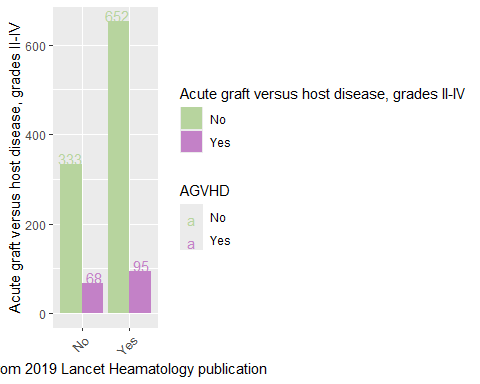 Acute graft versus host disease, grades II-IV
600
400
200
0
652
333
68
95
No
Yes
Acute graft versus host disease, grades II-IV
No
Yes
AGVHD
a No
a Yes
om 2019 Lancet Heamatology publication